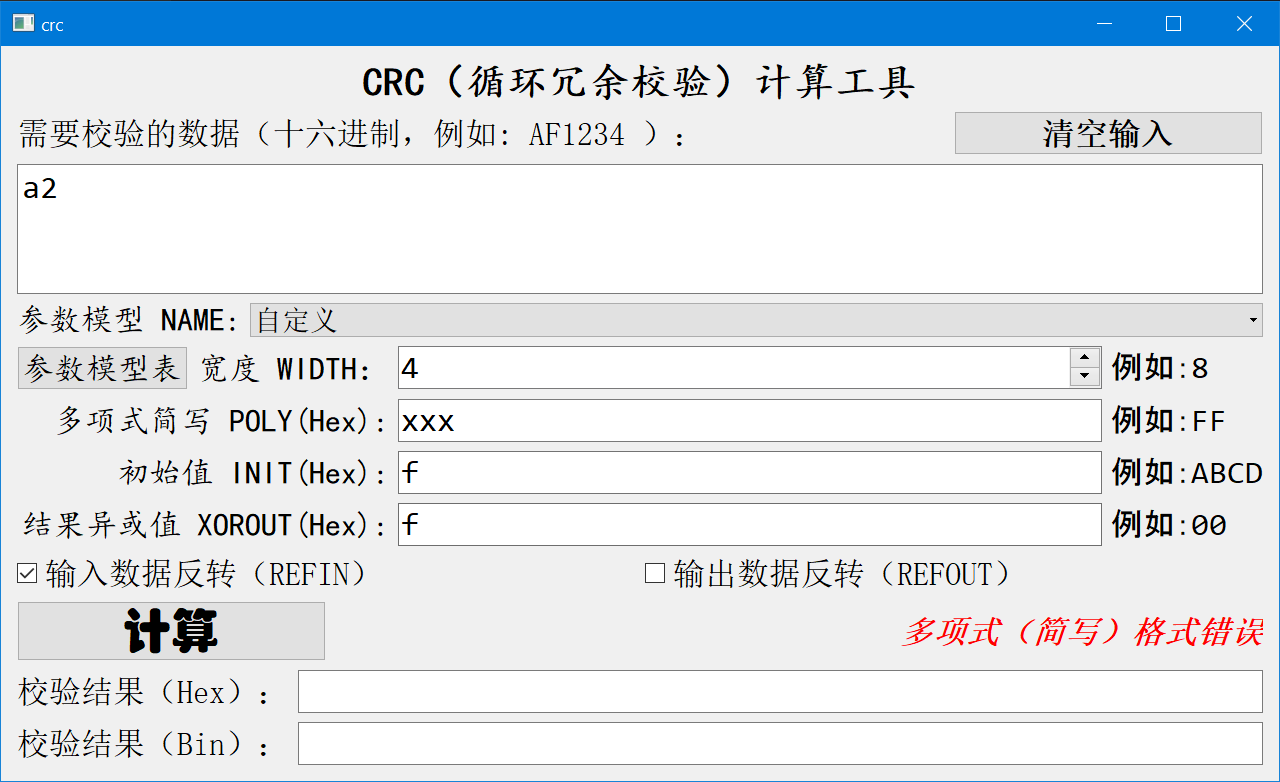 crc
CRC（循环冗余校验）计算工具
需要校验的数据（十六进制，例如: AF1234 ）： 清空输入
a2
参数模型 NAME: 自定义
参数模型表 宽度 WIDTH: 4 例如:8
多项式简写 POLY(Hex): xxx 例如:FF
初始值 INIT(Hex): f 例如:ABCD
结果异或值 XOROUT(Hex): f 例如:00
输入数据反转（REFIN） 输出数据反转（REFOUT）
计算 多项式（简写）格式错误
校验结果（Hex）：
校验结果（Bin）：